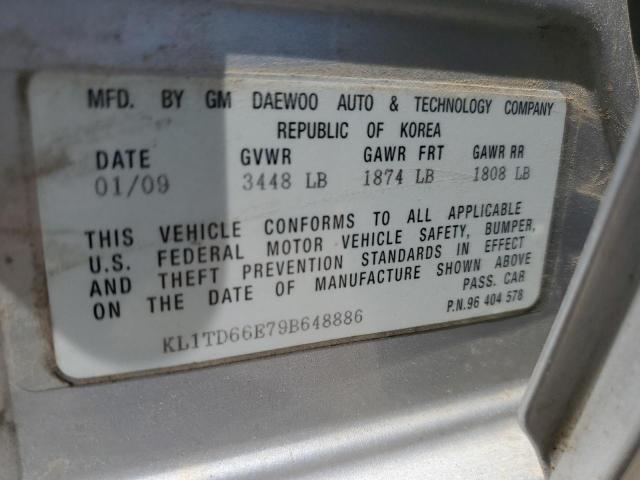 MFD. BY GM DAEWOO AUTO & TECHNOLOGY COMPANY
REPUBLIC OF KOREA
DATE GVWR GAWR FRT GAWR RR
01/09 3448 LB 1874 LB 1808 LB
THIS VEHICLE CONFORMS TO ALL APPLICABLE
U.S. FEDERAL MOTOR VEHICLE SAFETY, BUMPER,
AND THEFT PREVENTION STANDARDS IN EFFECT
ON THE DATE OF MANUFACTURE SHOWN ABOVE
PASS. CAR
KL1TD66E79B648886 P.N.96 404 578